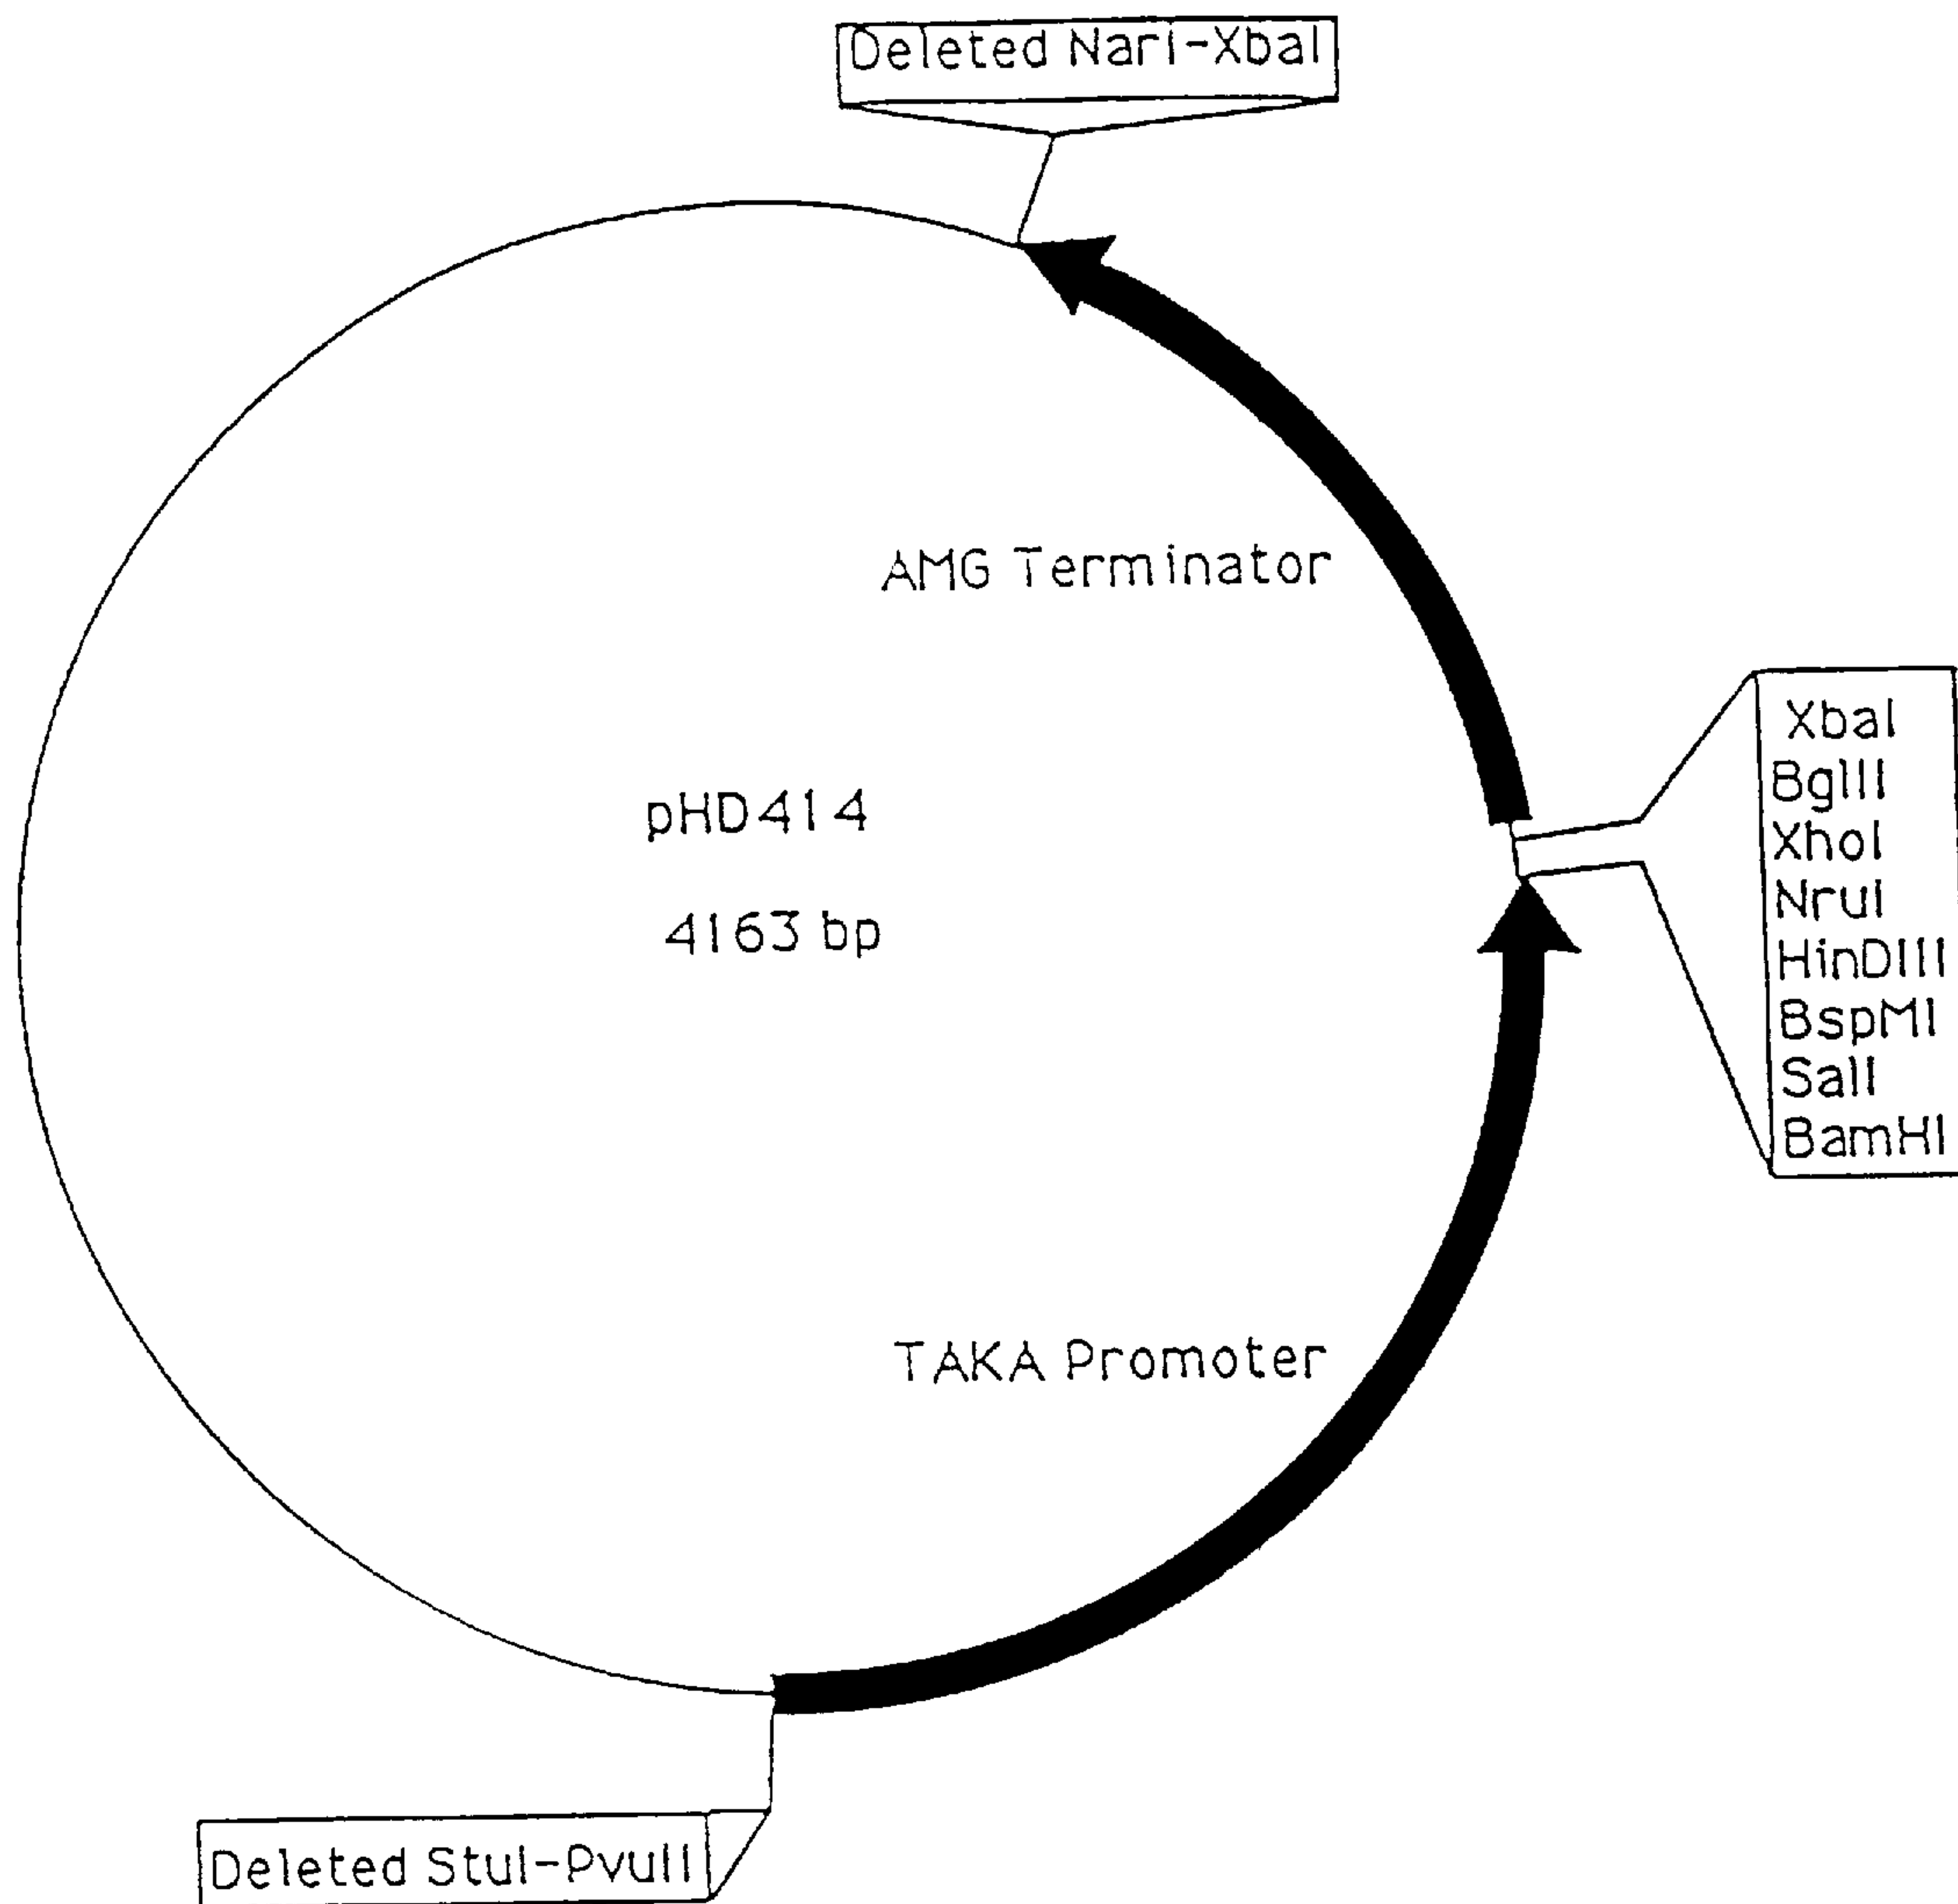 Deleted NarI-XbaI
AMG Terminator
pHD414
4163 bp
XbaI
BglII
XhoI
NruI
HinDIII
BspMI
SalI
BamHI
TAKA Promoter
Deleted StuI-PvuII